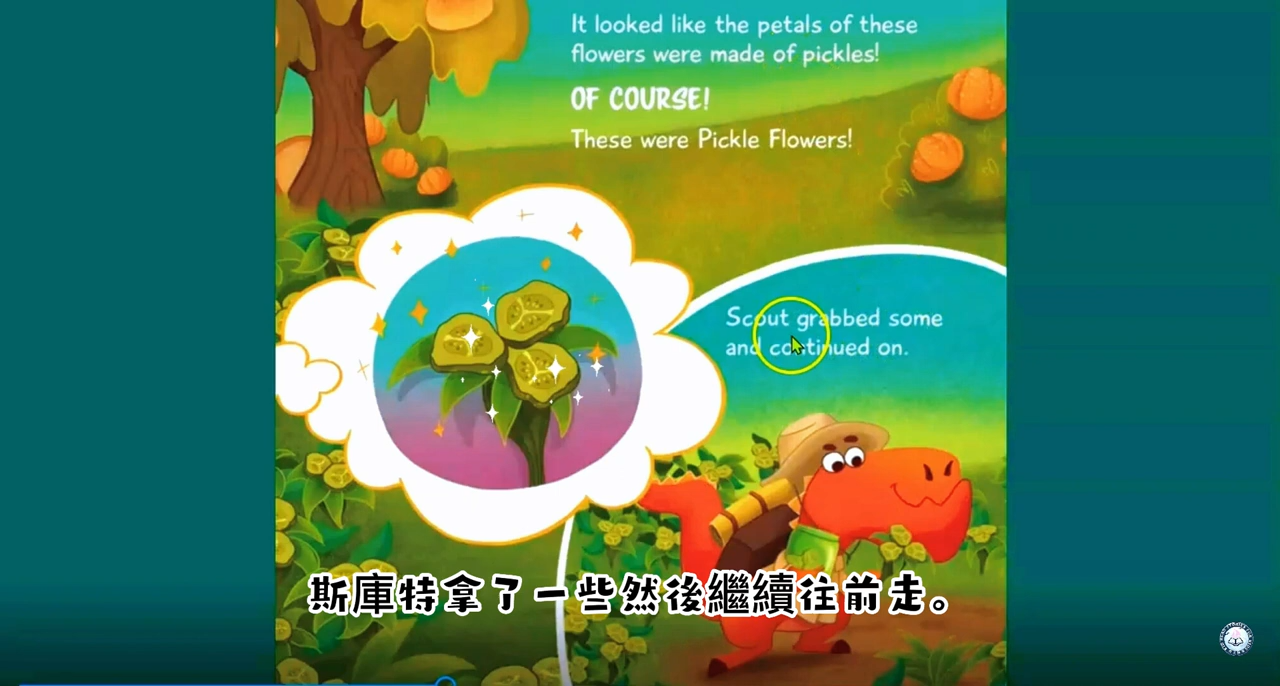 It looked like the petals of these
flowers were made of pickles!
OF COURSE!
These were Pickle Flowers!
Scout grabbed some
and continued on.
斯庫特拿了一些然後繼續往前走。